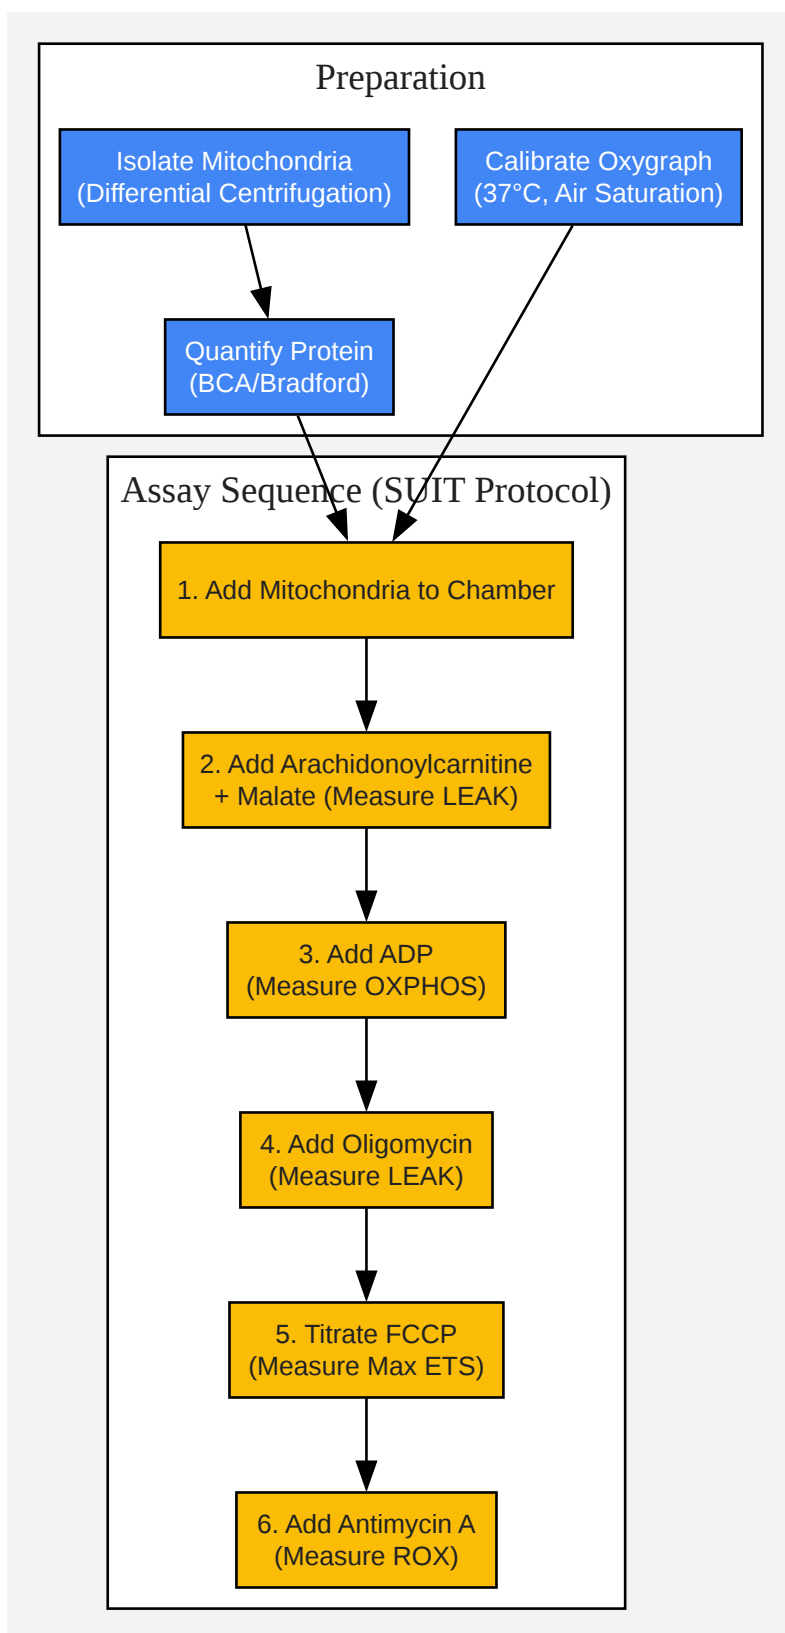 Preparation
Isolate Mitochondria
(Differential Centrifugation)
Calibrate Oxygraph
(37°C, Air Saturation)
Quantify Protein
(BCA/Bradford)
Assay Sequence (SUIT Protocol)
1. Add Mitochondria to Chamber
2. Add Arachidonoylcarnitine
+ Malate (Measure LEAK)
3. Add ADP
(Measure OXPHOS)
4. Add Oligomycin
(Measure LEAK)
5. Titrate FCCP
(Measure Max ETS)
6. Add Antimycin A
(Measure ROX)